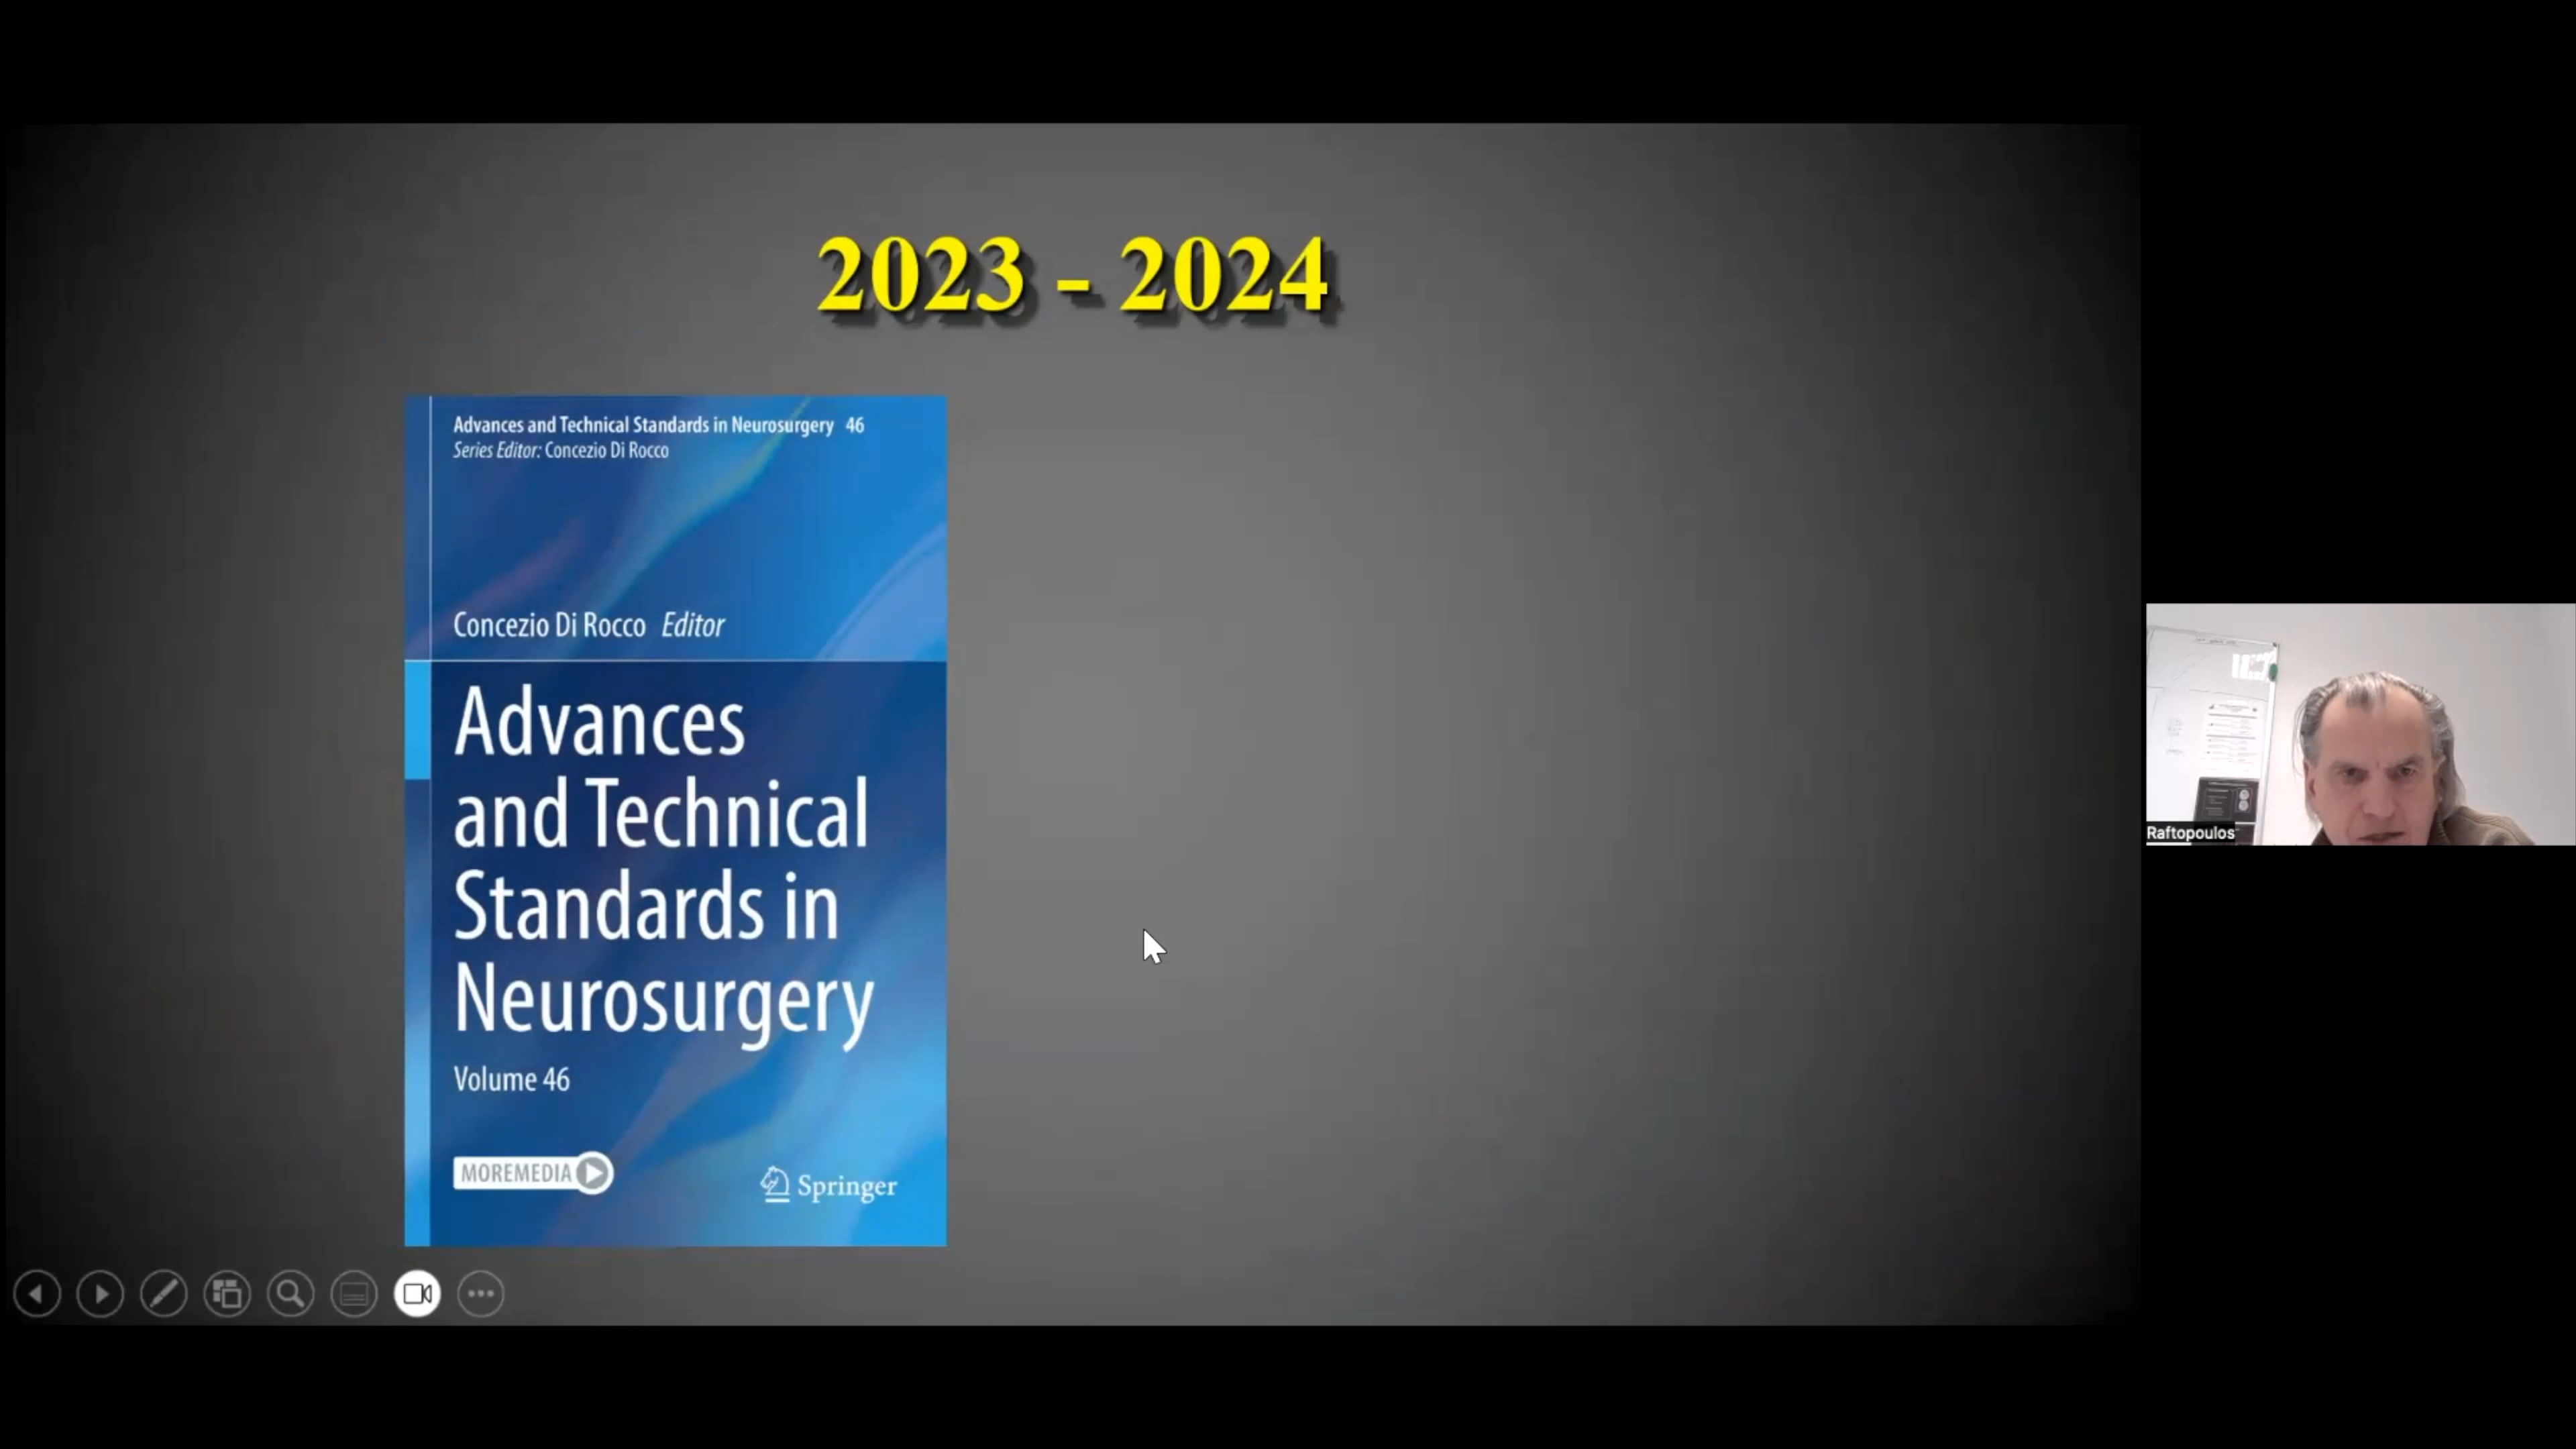 2023 - 2024
Advances and Technical Standards in Neurosurgery 46
Series Editor: Concezio Di Rocco
Concezio Di Rocco Editor
Advances
and Technical
Standards in
Neurosurgery
Volume 46
MOREMEDIA
Springer
Raftopoulos